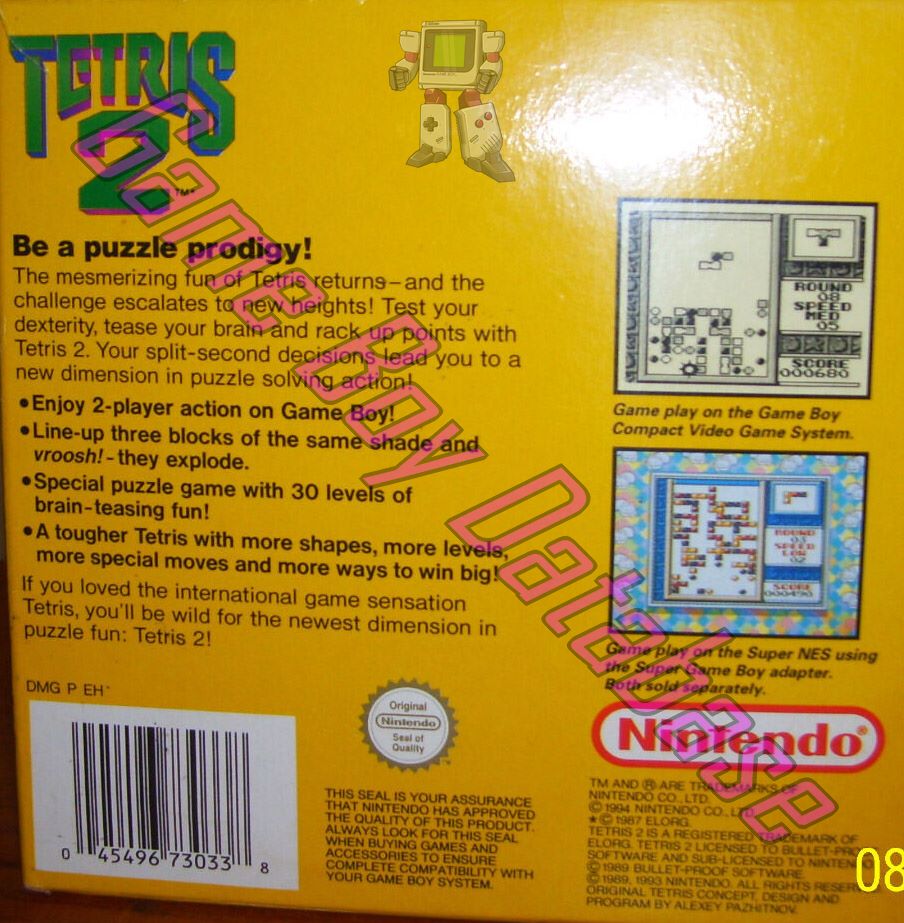 TETRIS
2 TM*
Be a puzzle prodigy!
The mesmerizing fun of Tetris returns–and the
challenge escalates to new heights! Test your
dexterity, tease your brain and rack up points with
Tetris 2. Your split-second decisions lead you to a
new dimension in puzzle solving action!
•Enjoy 2-player action on Game Boy!
•Line-up three blocks of the same shade and
vroosh! - they explode.
•Special puzzle game with 30 levels of
brain-teasing fun!
•A tougher Tetris with more shapes, more levels,
more special moves and more ways to win big!
If you loved the international game sensation
Tetris, you'll be wild for the newest dimension in
puzzle fun: Tetris 2!
DMG P EH
0 45496 73033 8
Original
Nintendo
Seal of
Quality
THIS SEAL IS YOUR ASSURANCE
THAT NINTENDO HAS APPROVED
THE QUALITY OF THIS PRODUCT.
ALWAYS LOOK FOR THIS SEAL
WHEN BUYING GAMES AND
ACCESSORIES TO ENSURE
COMPLETE COMPATIBILITY WITH
YOUR GAME BOY SYSTEM.
ROUND
08
SPEED
MED
05
SCORE
000680
Game play on the Game Boy
Compact Video Game System.
ROUND
03
SPEED
LOW
02
SCORE
000490
Game play on the Super NES using
the Super Game Boy adapter.
Both sold separately.
Nintendo®
TM AND ® ARE TRADEMARKS OF
NINTENDO CO., LTD.
© 1994 NINTENDO CO., LTD.
★© 1987 ELORG.
TETRIS 2 IS A REGISTERED TRADEMARK OF
ELORG. TETRIS 2 LICENSED TO BULLET-PRO
SOFTWARE AND SUB-LICENSED TO NINTEN
© 1989 BULLET-PROOF SOFTWARE.
© 1989, 1993 NINTENDO. ALL RIGHTS RESER
ORIGINAL TETRIS CONCEPT, DESIGN AND
PROGRAM BY ALEXEY PAZHITNOV.
08
Game Boy Database